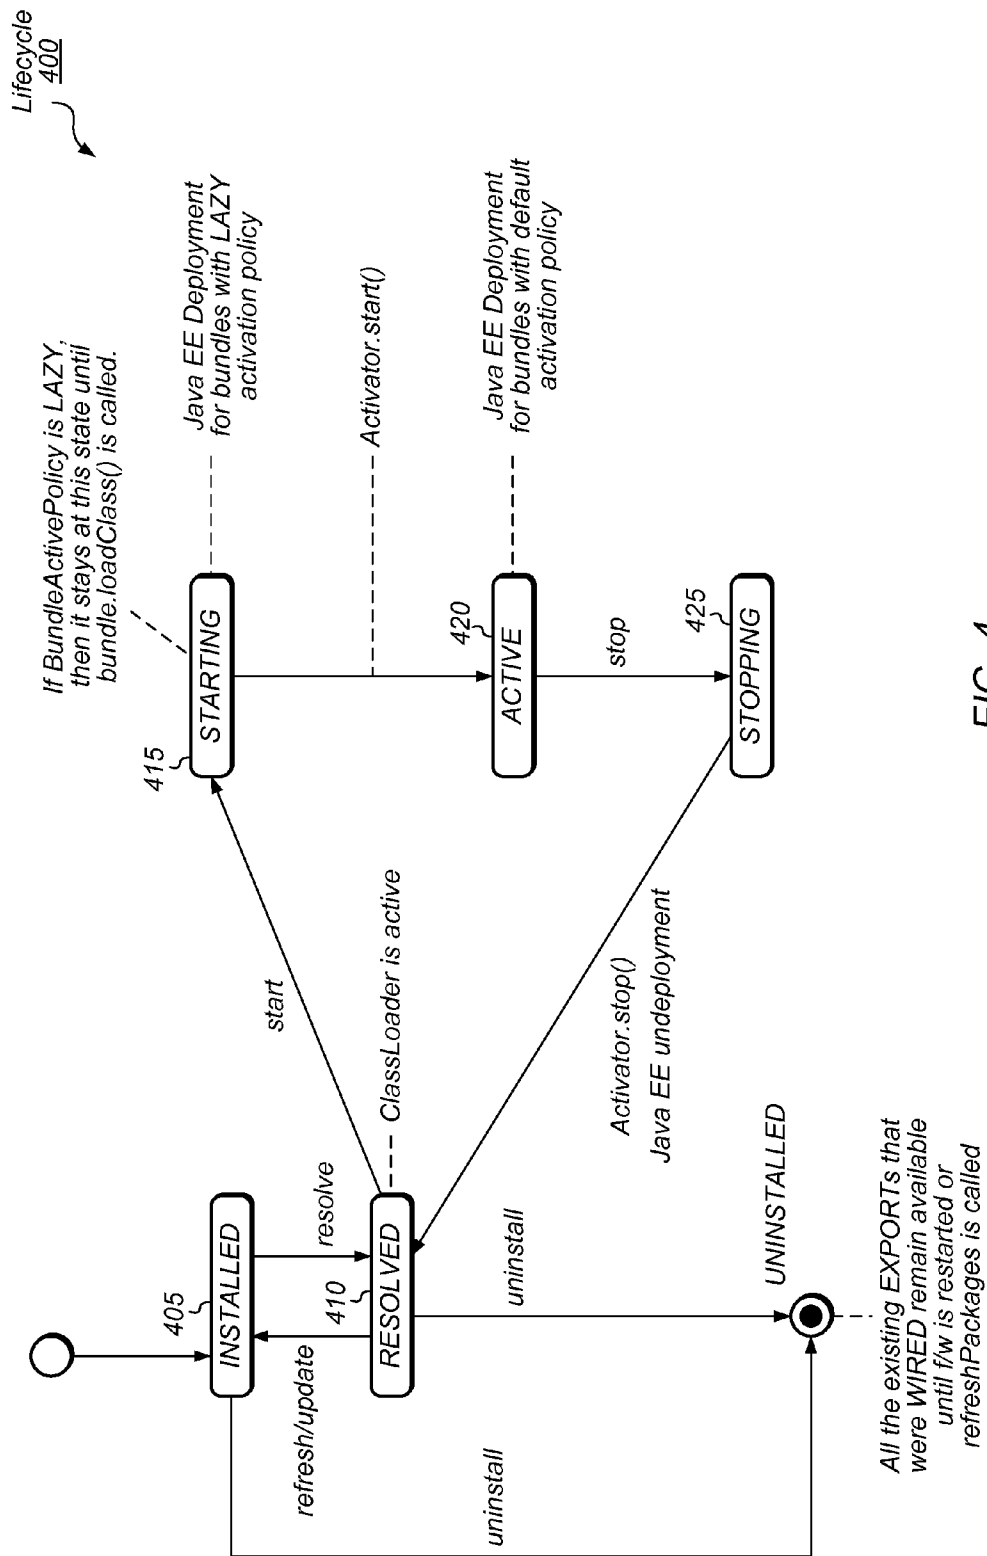 Lifecycle
400
If BundleActivePolicy is LAZY,
then it stays at this state until
bundle.loadClass() is called.
405
INSTALLED
resolve
refresh/update
410
RESOLVED
ClassLoader is active
start
415
STARTING
Java EE Deployment
for bundles with LAZY
activation policy
Activator.start()
420
ACTIVE
Java EE Deployment
for bundles with default
activation policy
stop
425
STOPPING
Activator.stop()
Java EE undeployment
uninstall
uninstall
UNINSTALLED
All the existing EXPORTs that
were WIRED remain available
until f/w is restarted or
refreshPackages is called
FIG. 4